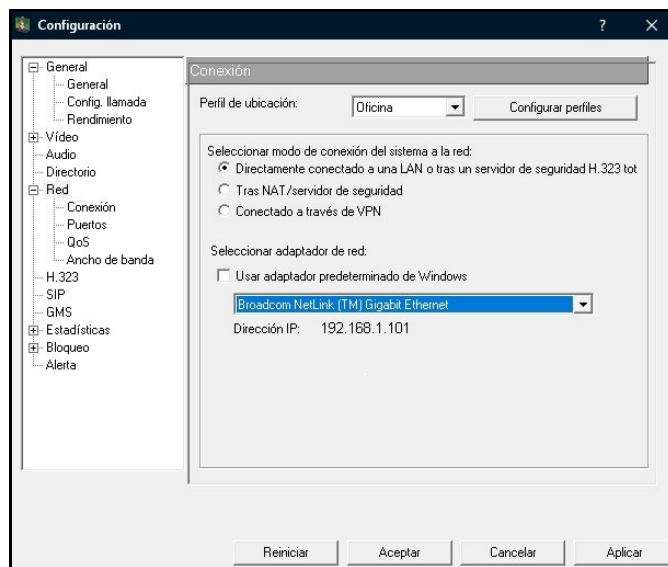 Configuración
General
General
Config. llamada
Rendimiento
Vídeo
Audio
Directorio
Red
Conexión
Puertos
QoS
Ancho de banda
H.323
SIP
GMS
Estadísticas
Bloqueo
Alerta
Conexión
Perfil de ubicación: Oficina Configurar perfiles
Seleccionar modo de conexión del sistema a la red:
Directamente conectado a una LAN o tras un servidor de seguridad H.323 tot
Tras NAT/servidor de seguridad
Conectado a través de VPN
Seleccionar adaptador de red:
Usar adaptador predeterminado de Windows
Broadcom NetLink (TM) Gigabit Ethernet
Dirección IP: 192.168.1.101
Reiniciar Aceptar Cancelar Aplicar